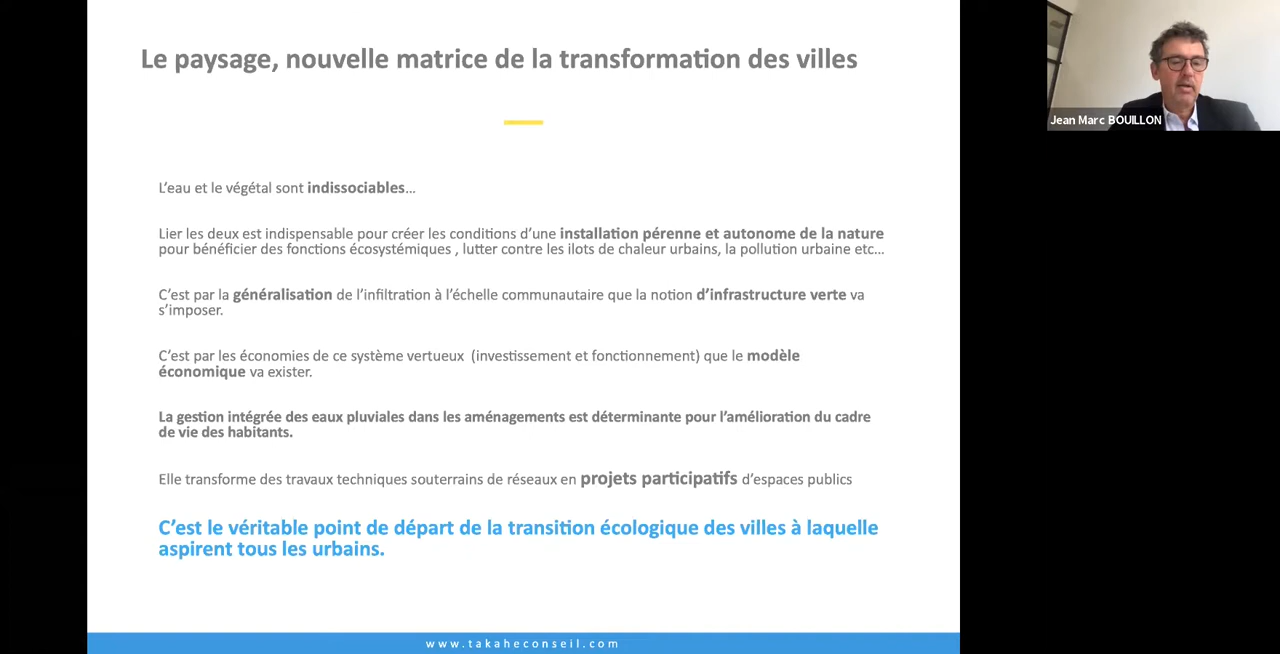 Le paysage, nouvelle matrice de la transformation des villes
Jean Marc BOUILLON
L'eau et le végétal sont indissociables…
Lier les deux est indispensable pour créer les conditions d'une installation pérenne et autonome de la nature
pour bénéficier des fonctions écosystémiques , lutter contre les ilots de chaleur urbains, la pollution urbaine etc…
C'est par la généralisation de l'infiltration à l'échelle communautaire que la notion d'infrastructure verte va
s'imposer.
C'est par les économies de ce système vertueux (investissement et fonctionnement) que le modèle
économique va exister.
La gestion intégrée des eaux pluviales dans les aménagements est déterminante pour l'amélioration du cadre
de vie des habitants.
Elle transforme des travaux techniques souterrains de réseaux en projets participatifs d'espaces publics
C'est le véritable point de départ de la transition écologique des villes à laquelle
aspirent tous les urbains.
www.takaheconseil.com